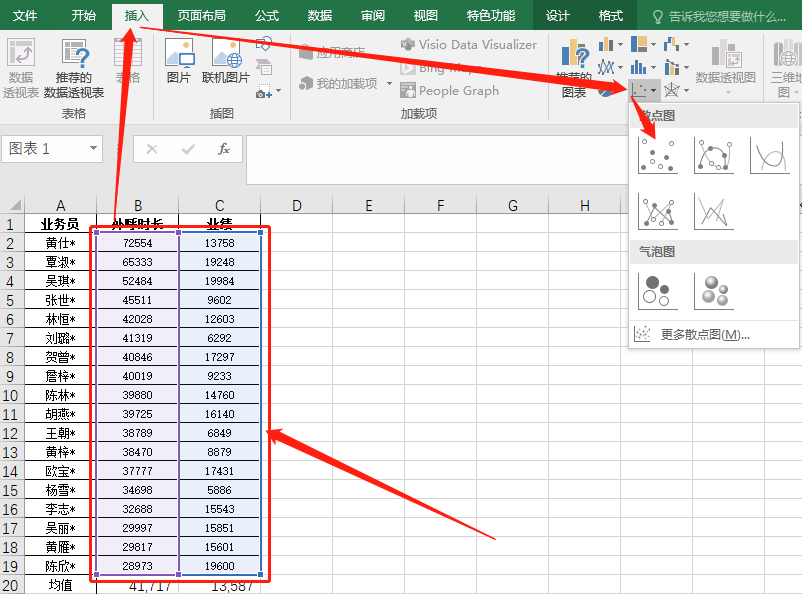 文件 开始 插入 页面布局 公式 数据 审阅 视图 特色功能 设计 格式 告诉我您想要做什么...
数据透视表 推荐的数据透视表 表格
图片 联机图片
应用商店
我的加载项
Visio Data Visualizer
Bing Maps
People Graph
推荐的图表
数据透视图
三维地图
表格 插图 加载项
图表 1
fx
散点图
气泡图
更多散点图(M)...
A B C D E F G H
1 业务员 外呼时长 业绩
2 黄仕* 72554 13758
3 覃淑* 65333 19248
4 吴琪* 52484 19984
5 张世* 45511 9602
6 林恒* 42028 12603
7 刘璐* 41319 6292
8 贺曾* 40846 17297
9 詹梓* 40019 9233
10 陈林* 39880 14760
11 胡燕* 39725 16140
12 王朝* 38789 6849
13 黄梓* 38470 8879
14 欧宝* 37777 17431
15 杨雪* 34698 5886
16 李志* 32688 15543
17 吴丽* 29997 15851
18 黄雁* 29817 15601
19 陈欣* 28973 19600
20 均值 41,717 13,587